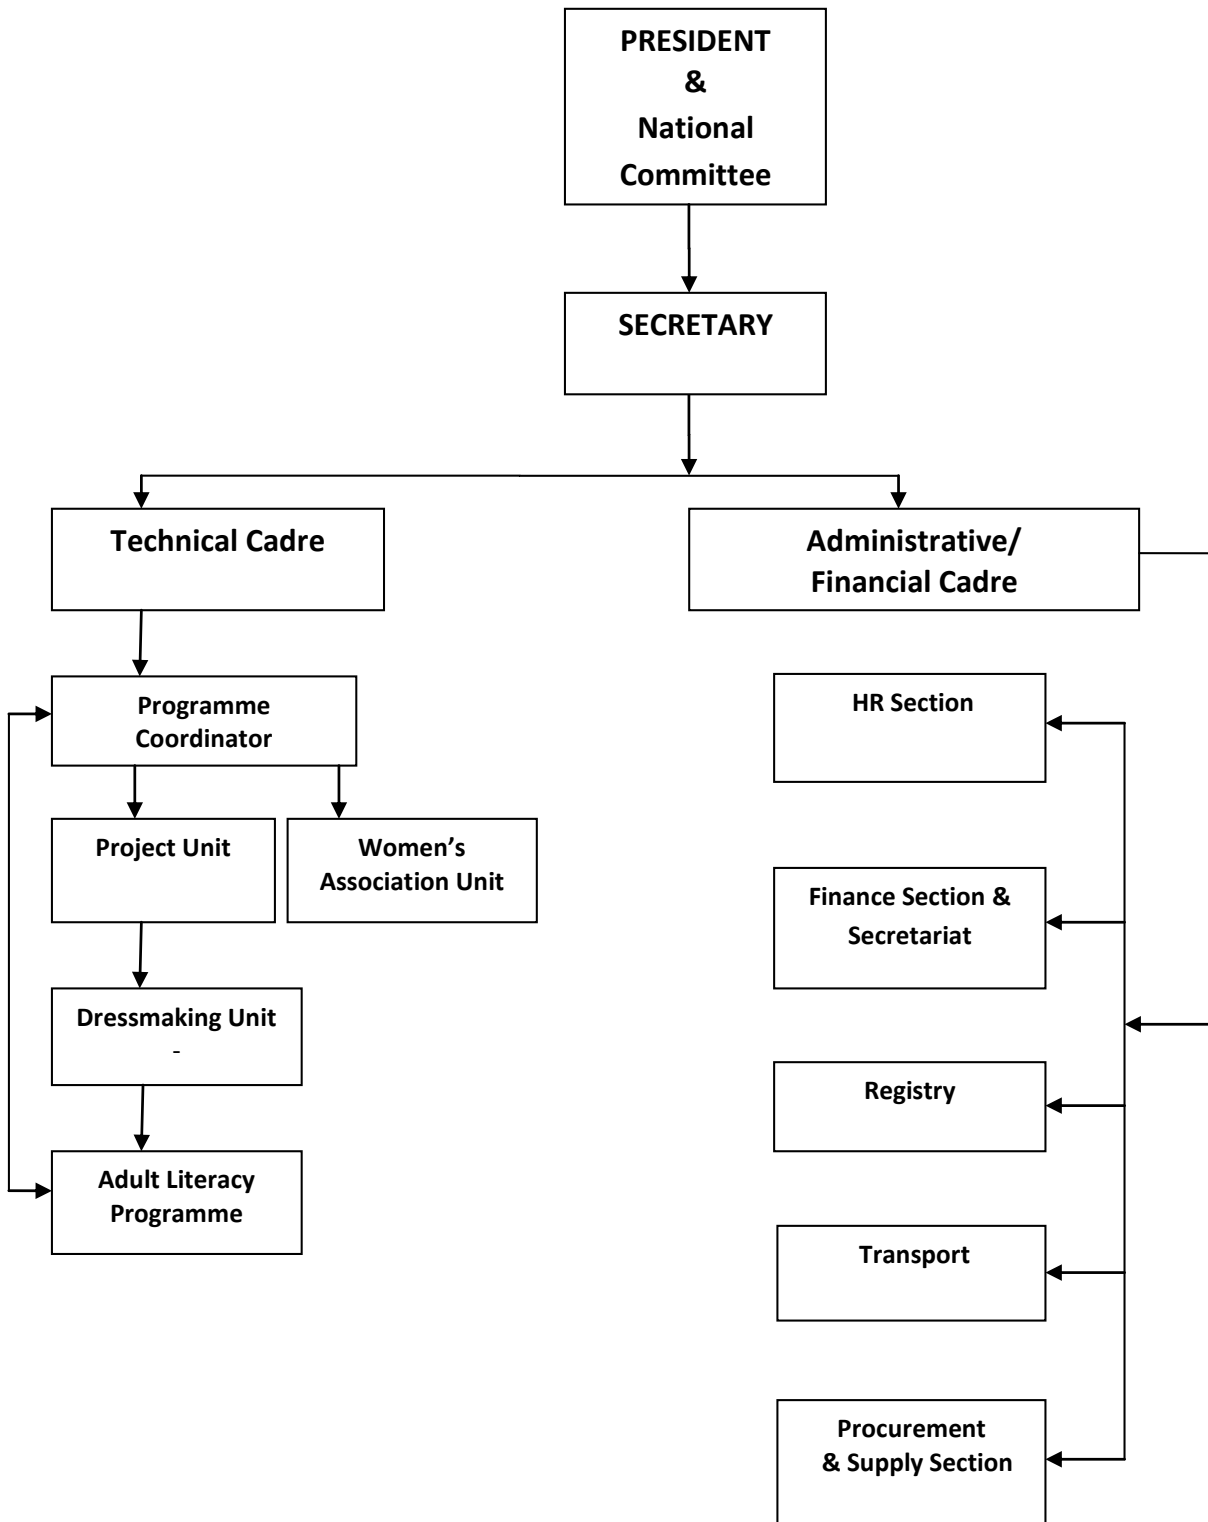 PRESIDENT
&
National
Committee
SECRETARY
Technical Cadre
Administrative/
Financial Cadre
Programme
Coordinator
HR Section
Project Unit
Women’s
Association Unit
Finance Section &
Secretariat
Dressmaking Unit
-
Registry
Adult Literacy
Programme
Transport
Procurement
& Supply Section